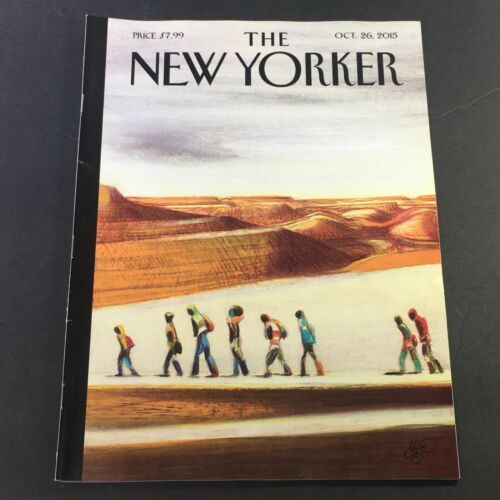 PRICE $7.99 THE OCT. 26, 2015
NEW YORKER